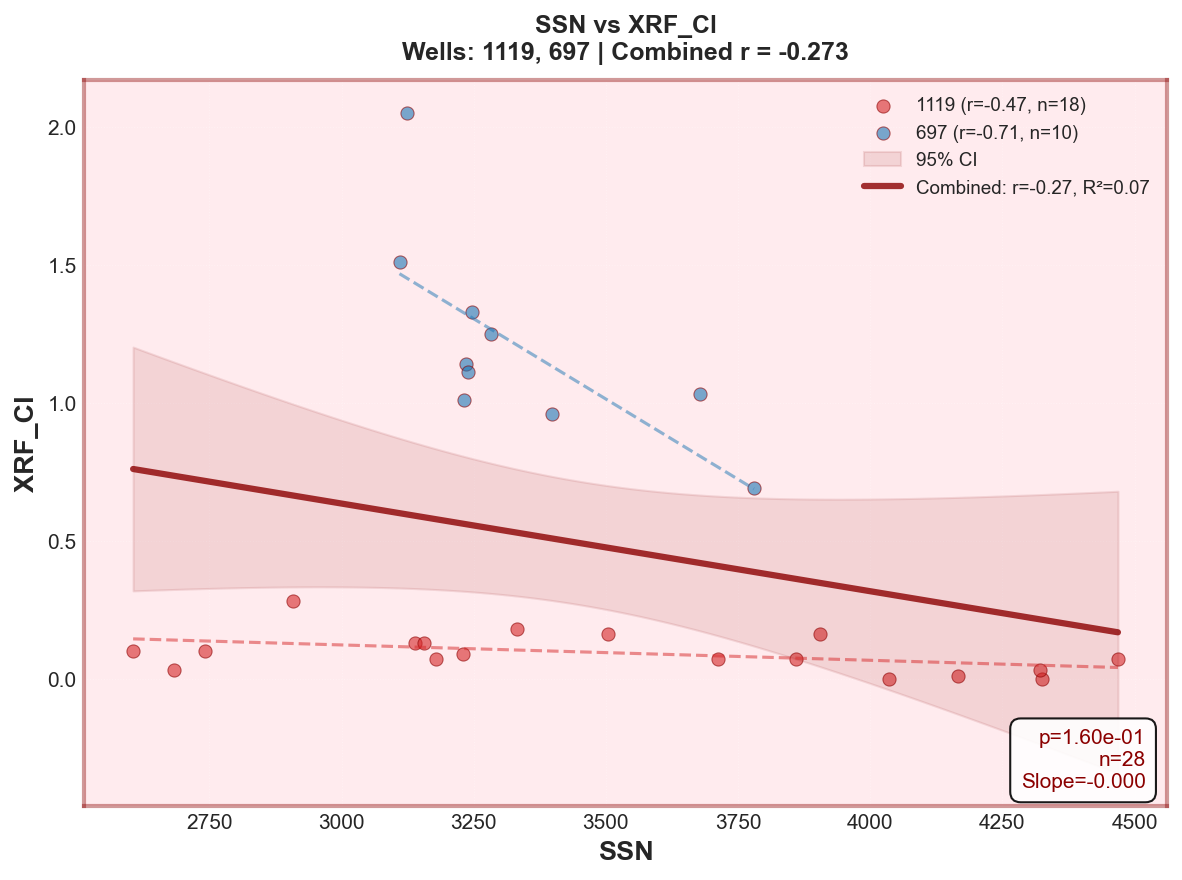 SSN vs XRF_CI
Wells: 1119, 697 | Combined r = -0.273
1119 (r=-0.47, n=18)
697 (r=-0.71, n=10)
95% CI
Combined: r=-0.27, R²=0.07
2.0
1.5
1.0
0.5
0.0
XRF_CI
p=1.60e-01
n=28
Slope=-0.000
2750 3000 3250 3500 3750 4000 4250 4500
SSN